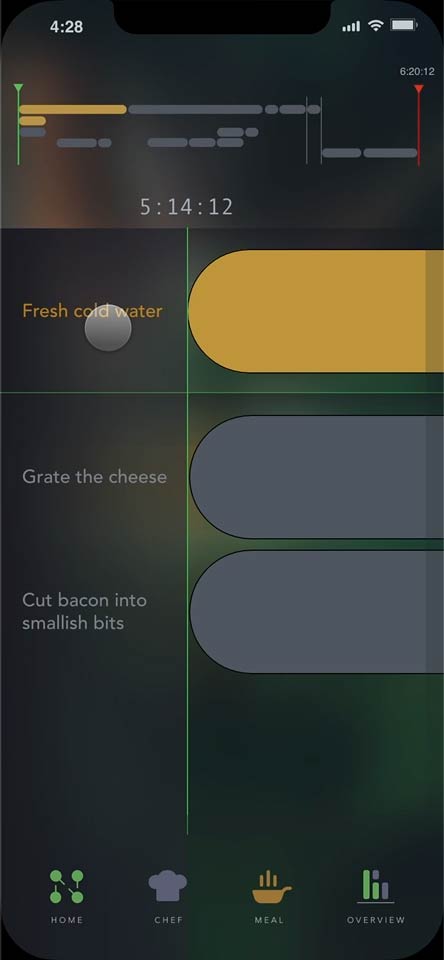 4:28
6:20:12
5:14:12
Fresh cold water
Grate the cheese
Cut bacon into
smallish bits
HOME CHEF MEAL OVERVIEW